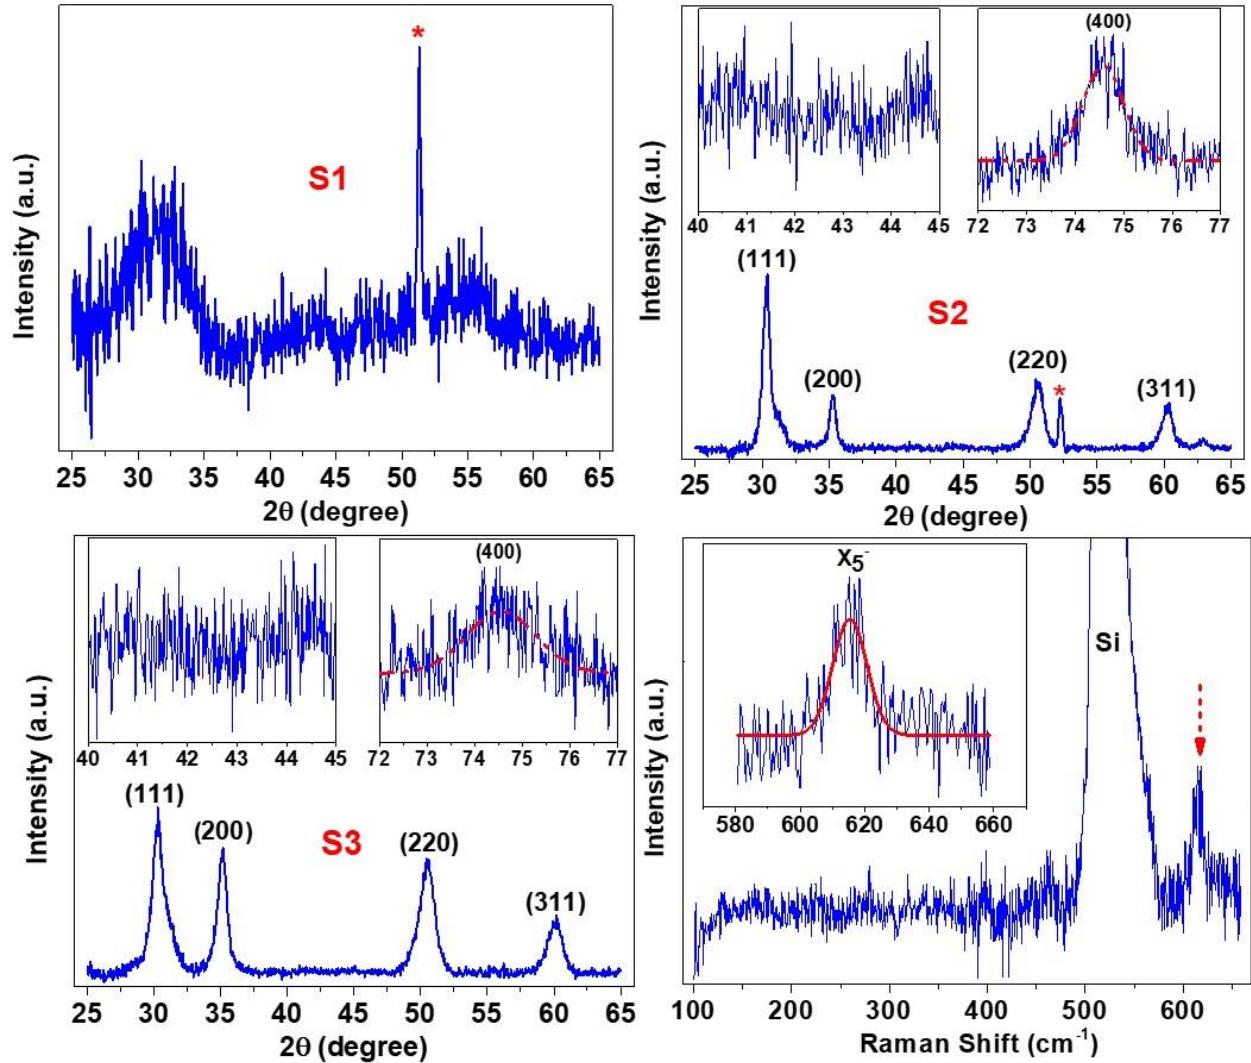 *
S1
Intensity (a.u.)
25 30 35 40 45 50 55 60 65
2θ (degree)
(400)
40 41 42 43 44 45
72 73 74 75 76 77
(111)
S2
(200)
(220)
*
(311)
Intensity (a.u.)
25 30 35 40 45 50 55 60 65
2θ (degree)
(400)
40 41 42 43 44 45
72 73 74 75 76 77
(111)
(200)
S3
(220)
(311)
Intensity (a.u.)
25 30 35 40 45 50 55 60 65
2θ (degree)
X5-
580 600 620 640 660
Si
Intensity (a.u.)
100 200 300 400 500 600
Raman Shift (cm-1)